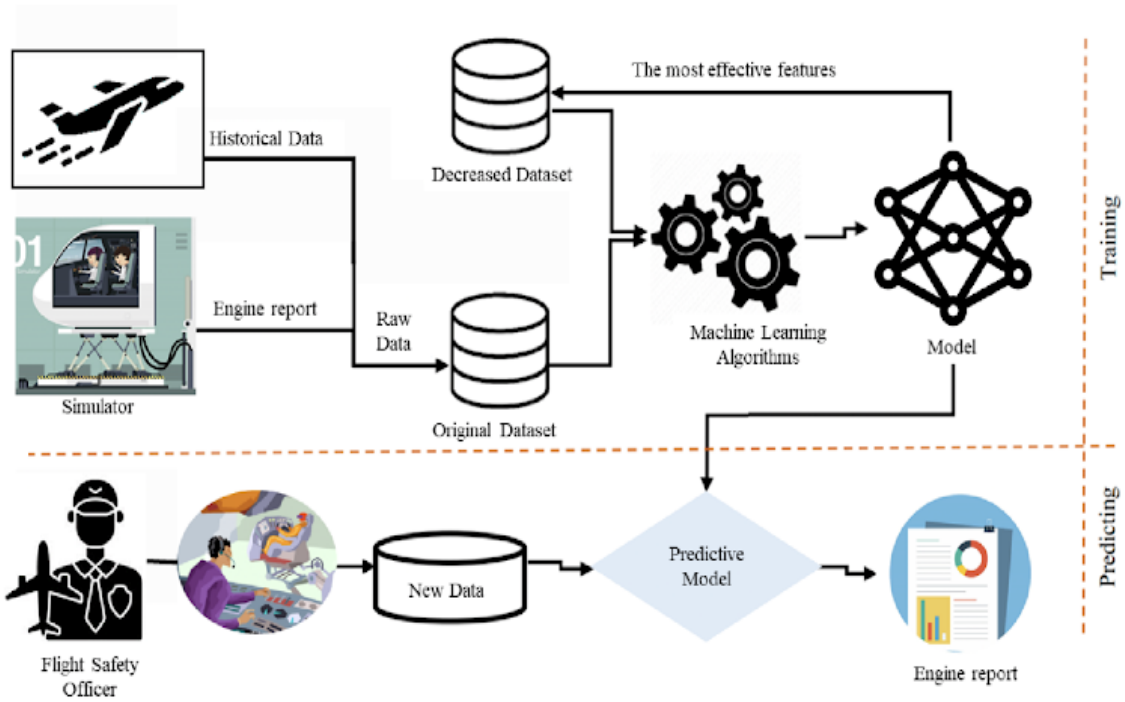 The most effective features
Historical Data
Decreased Dataset
01
Engine report
Raw
Data
Machine Learning
Algorithms
Model
Simulator
Original Dataset
Training
Predictive
Model
New Data
Flight Safety
Officer
Engine report
Predicting